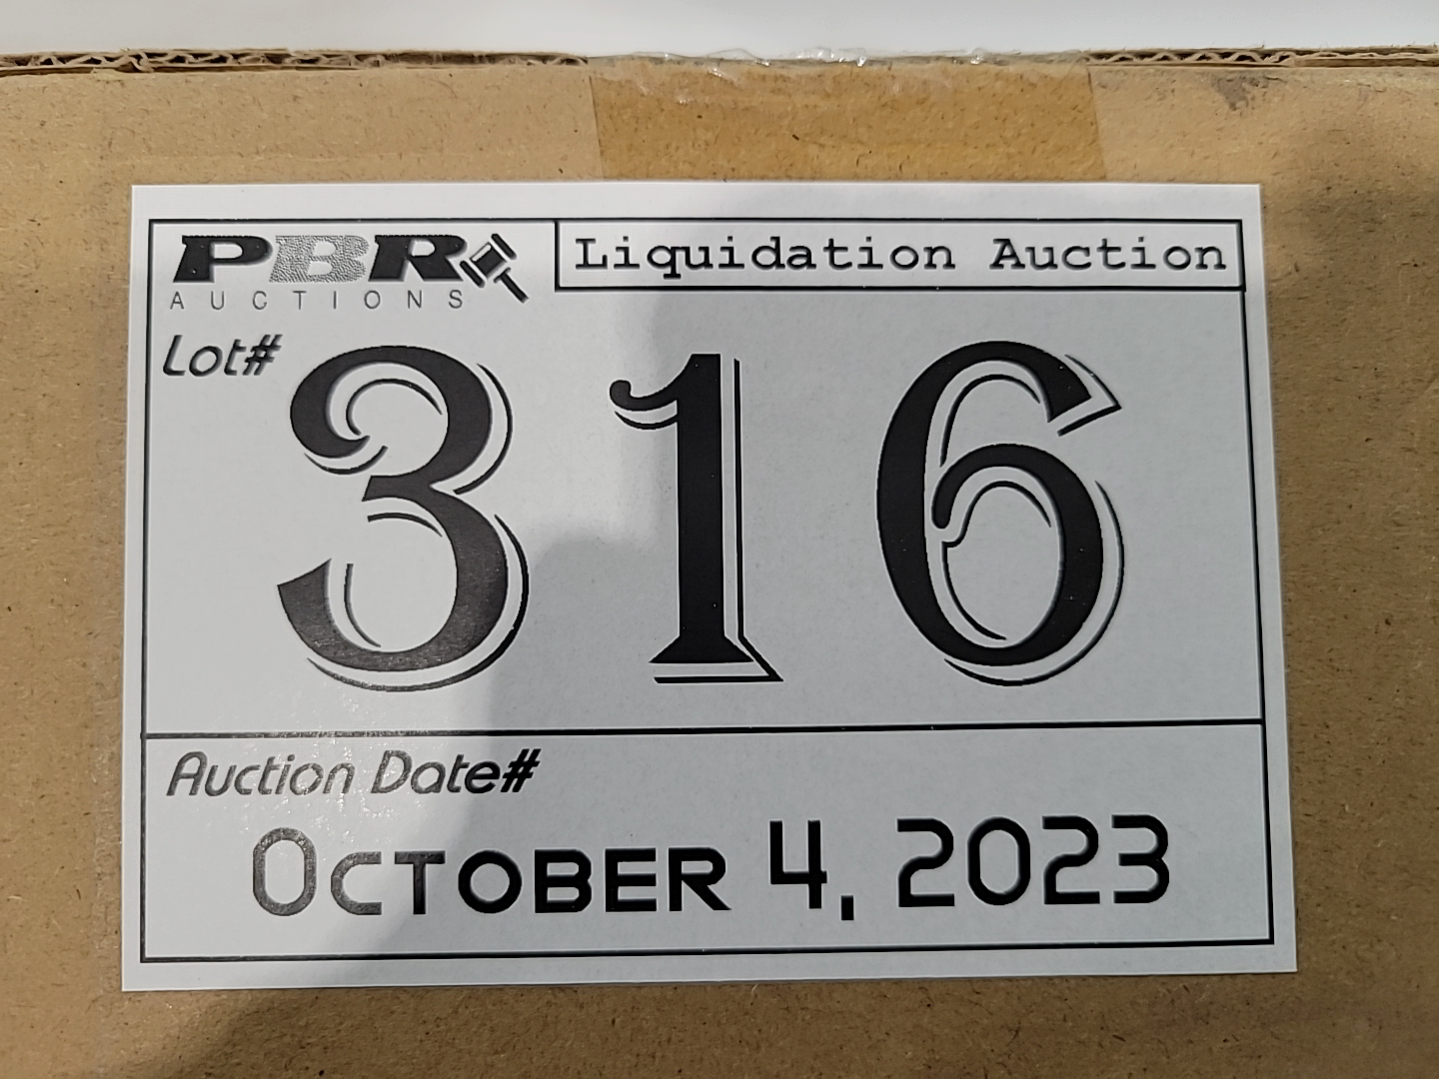 PBR
AUCTIONS
Liquidation Auction
Lot#
316
Auction Date#
October 4, 2023